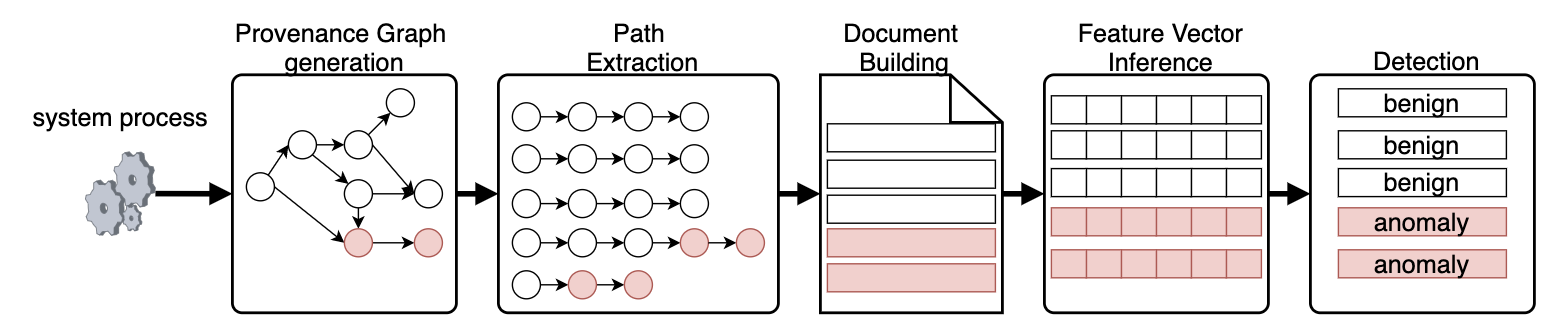 system process
Provenance Graph
generation
Path
Extraction
Document
Building
Feature Vector
Inference
Detection
benign
benign
benign
anomaly
anomaly